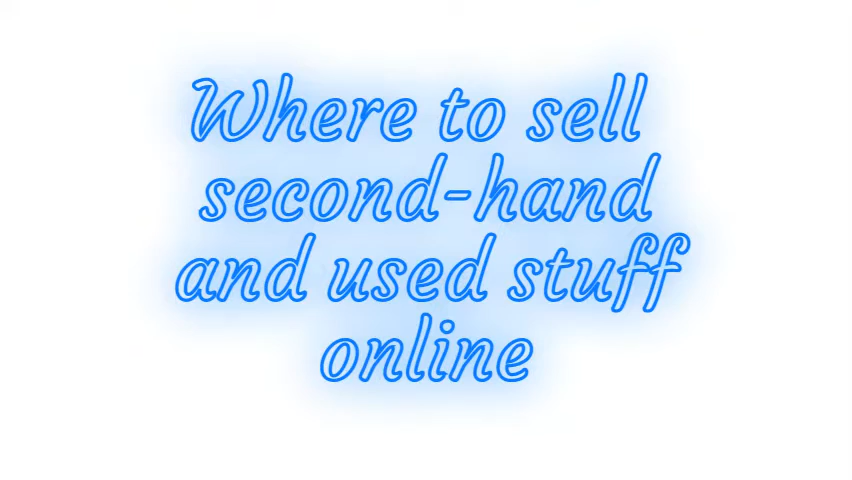 Where to sell
second-hand
and used stuff
online